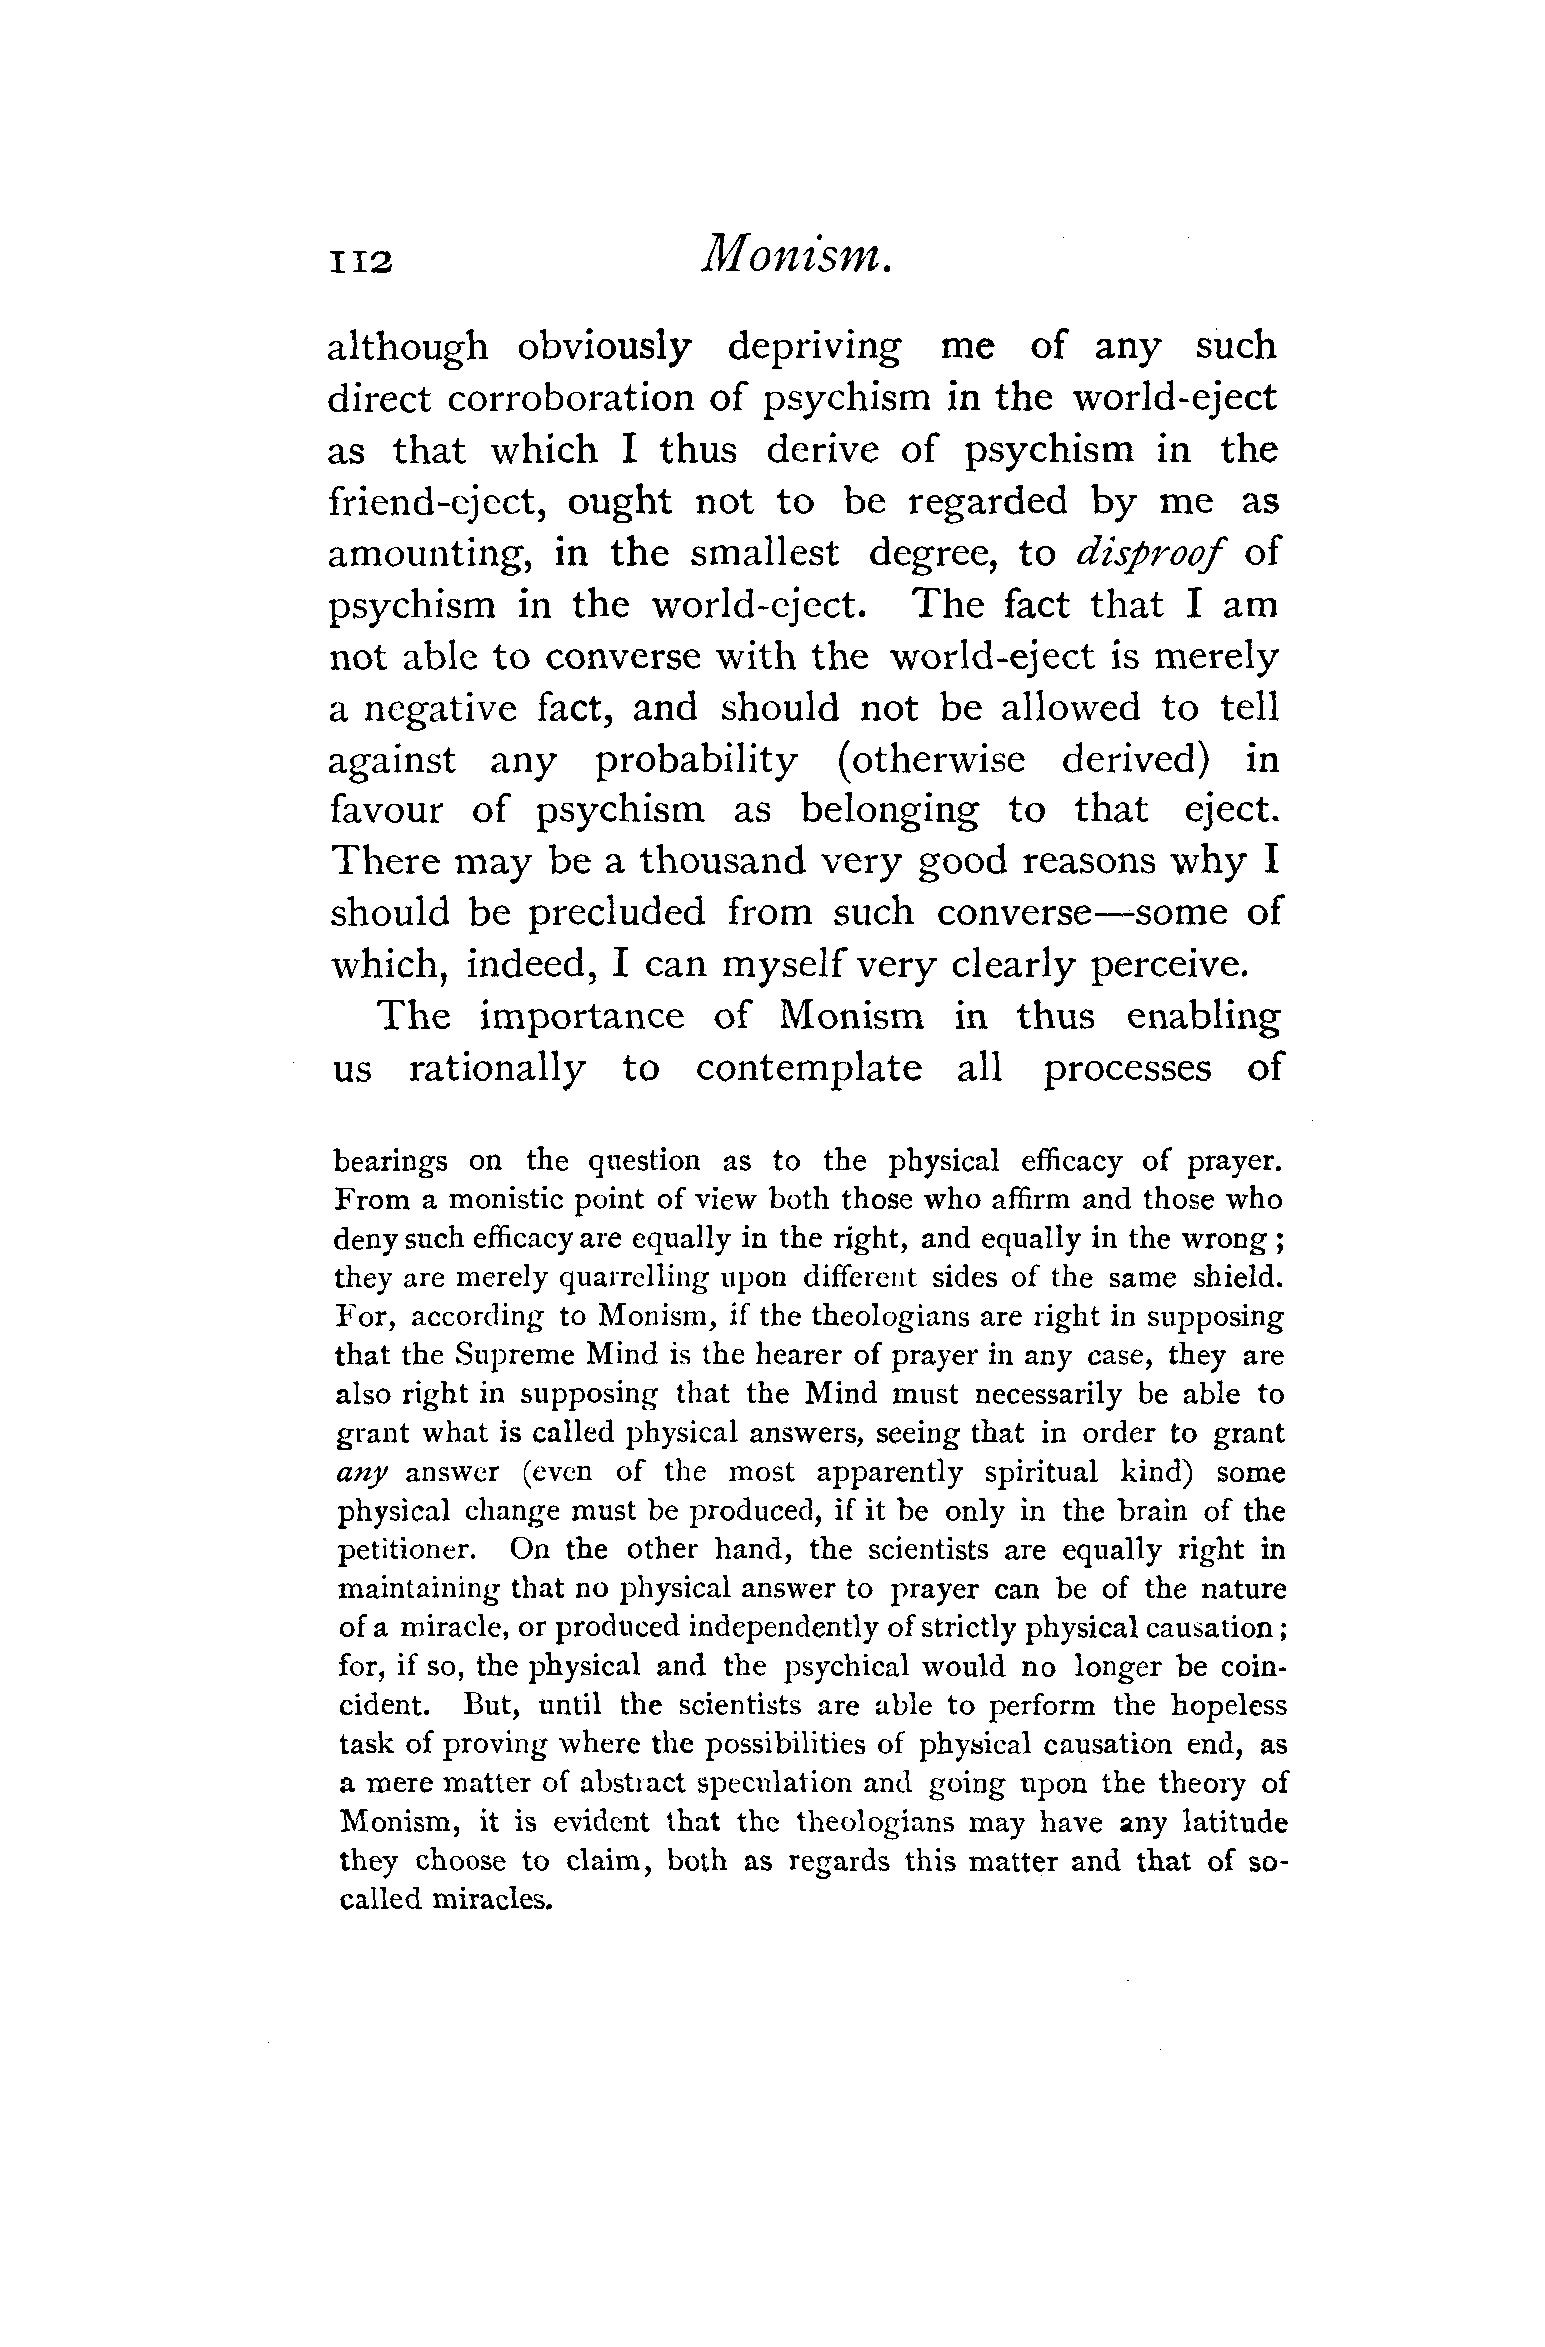 112 Monism.
although obviously depriving me of any such
direct corroboration of psychism in the world-eject
as that which I thus derive of psychism in the
friend-eject, ought not to be regarded by me as
amounting, in the smallest degree, to disproof of
psychism in the world-eject. The fact that I am
not able to converse with the world-eject is merely
a negative fact, and should not be allowed to tell
against any probability (otherwise derived) in
favour of psychism as belonging to that eject.
There may be a thousand very good reasons why I
should be precluded from such converse—some of
which, indeed, I can myself very clearly perceive.
The importance of Monism in thus enabling
us rationally to contemplate all processes of
bearings on the question as to the physical efficacy of prayer.
From a monistic point of view both those who affirm and those who
deny such efficacy are equally in the right, and equally in the wrong ;
they are merely quarrelling upon different sides of the same shield.
For, according to Monism, if the theologians are right in supposing
that the Supreme Mind is the hearer of prayer in any case, they are
also right in supposing that the Mind must necessarily be able to
grant what is called physical answers, seeing that in order to grant
any answer (even of the most apparently spiritual kind) some
physical change must be produced, if it be only in the brain of the
petitioner. On the other hand, the scientists are equally right in
maintaining that no physical answer to prayer can be of the nature
of a miracle, or produced independently of strictly physical causation ;
for, if so, the physical and the psychical would no longer be coin-
cident. But, until the scientists are able to perform the hopeless
task of proving where the possibilities of physical causation end, as
a mere matter of abstract speculation and going upon the theory of
Monism, it is evident that the theologians may have any latitude
they choose to claim, both as regards this matter and that of so-
called miracles.